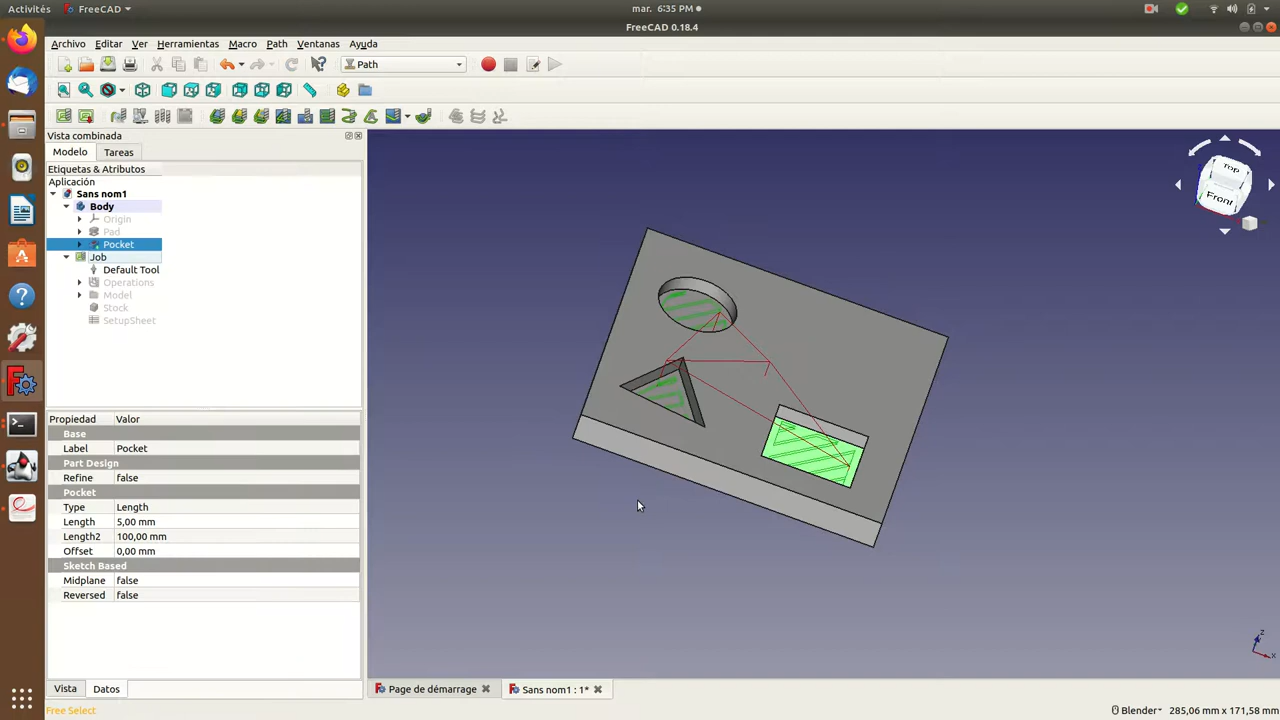 Activités
FreeCAD
mar. 6:35 PM
FreeCAD 0.18.4
Archivo Editar Ver Herramientas Macro Path Ventanas Ayuda
Path
Vista combinada
Modelo Tareas
Etiquetas & Atributos
Aplicación
Sans nom1
Body
Origin
Pad
Pocket
Job
Default Tool
Operations
Model
Stock
SetupSheet
Top
Front
Propiedad Valor
Base
Label Pocket
Part Design
Refine false
Pocket
Type Length
Length 5,00 mm
Length2 100,00 mm
Offset 0,00 mm
Sketch Based
Midplane false
Reversed false
z
x
Vista Datos
Page de démarrage
Sans nom1 : 1*
Free Select
Blender
285,06 mm x 171,58 mm